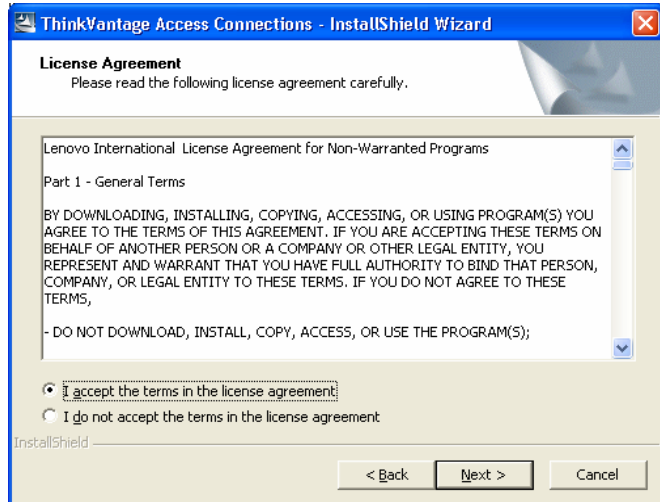 ThinkVantage Access Connections - InstallShield Wizard
License Agreement
Please read the following license agreement carefully.
Lenovo International License Agreement for Non-Warranted Programs
Part 1 - General Terms
BY DOWNLOADING, INSTALLING, COPYING, ACCESSING, OR USING PROGRAM(S) YOU
AGREE TO THE TERMS OF THIS AGREEMENT. IF YOU ARE ACCEPTING THESE TERMS ON
BEHALF OF ANOTHER PERSON OR A COMPANY OR OTHER LEGAL ENTITY, YOU
REPRESENT AND WARRANT THAT YOU HAVE FULL AUTHORITY TO BIND THAT PERSON,
COMPANY, OR LEGAL ENTITY TO THESE TERMS. IF YOU DO NOT AGREE TO THESE
TERMS,
- DO NOT DOWNLOAD, INSTALL, COPY, ACCESS, OR USE THE PROGRAM(S);
I accept the terms in the license agreement
I do not accept the terms in the license agreement
InstallShield
< Back Next > Cancel